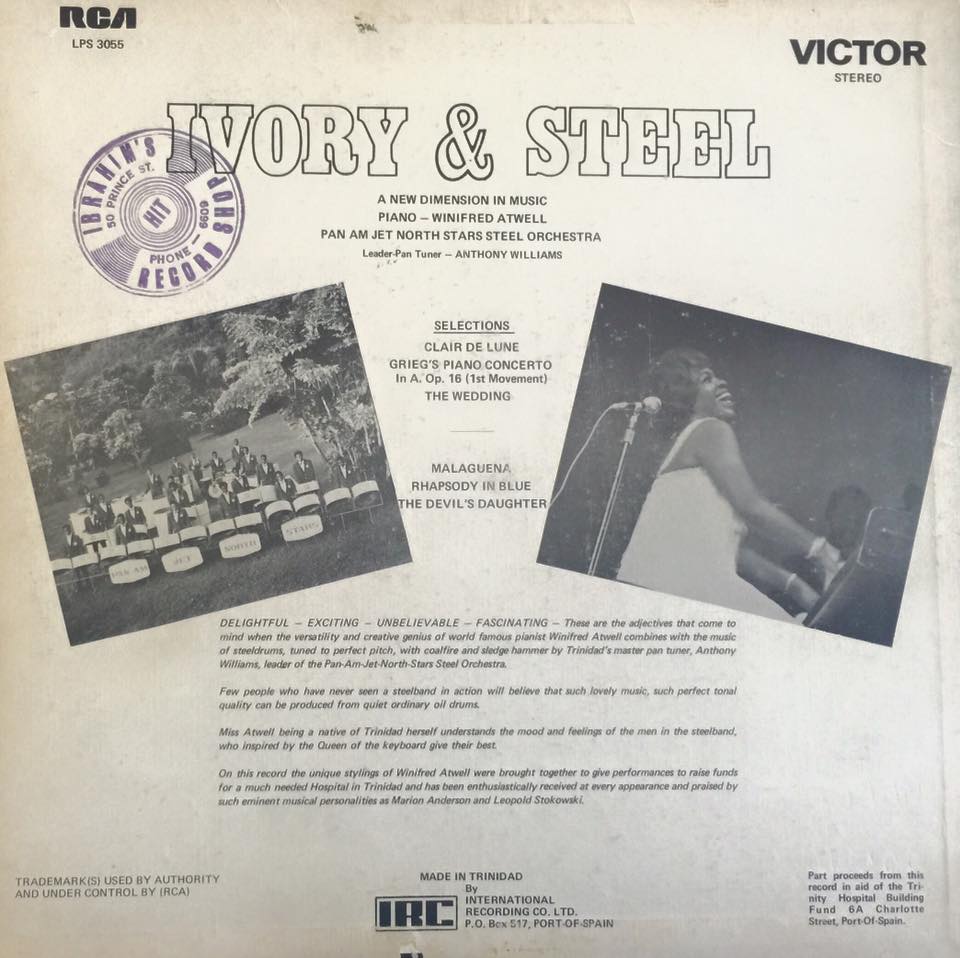 RCA
LPS 3055
VICTOR
STEREO
IVORY & STEEL
IBRAHIM'S
50 PRINCE ST.
HIT
PHONE — 6609
RECORD
POPS SHOP
A NEW DIMENSION IN MUSIC
PIANO – WINIFRED ATWELL
PAN AM JET NORTH STARS STEEL ORCHESTRA
Leader-Pan Tuner – ANTHONY WILLIAMS
SELECTIONS
CLAIR DE LUNE
GRIEG'S PIANO CONCERTO
In A. Op. 16 (1st Movement)
THE WEDDING
MALAGUENA
RHAPSODY IN BLUE
THE DEVIL'S DAUGHTER
PAN AM JET NORTH STARS
DELIGHTFUL – EXCITING – UNBELIEVABLE – FASCINATING – These are the adjectives that come to
mind when the versatility and creative genius of world famous pianist Winifred Atwell combines with the music
of steeldrums, tuned to perfect pitch, with coalfire and sledge hammer by Trinidad's master pan tuner, Anthony
Williams, leader of the Pan-Am-Jet-North-Stars Steel Orchestra.
Few people who have never seen a steelband in action will believe that such lovely music, such perfect tonal
quality can be produced from quiet ordinary oil drums.
Miss Atwell being a native of Trinidad herself understands the mood and feelings of the men in the steelband,
who inspired by the Queen of the keyboard give their best.
On this record the unique stylings of Winifred Atwell were brought together to give performances to raise funds
for a much needed Hospital in Trinidad and has been enthusiastically received at every appearance and praised by
such eminent musical personalities as Marion Anderson and Leopold Stokowski.
TRADEMARK(S) USED BY AUTHORITY
AND UNDER CONTROL BY (RCA)
MADE IN TRINIDAD
By
IRC
INTERNATIONAL
RECORDING CO. LTD.
P.O. Box 517, PORT-OF-SPAIN
Part proceeds from this
record in aid of the Tri-
nity Hospital Building
Fund 6A Charlotte
Street, Port-Of-Spain.